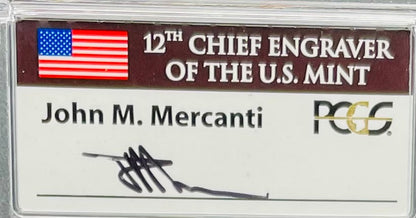 12TH CHIEF ENGRAVER
OF THE U.S. MINT
John M. Mercanti PCGS